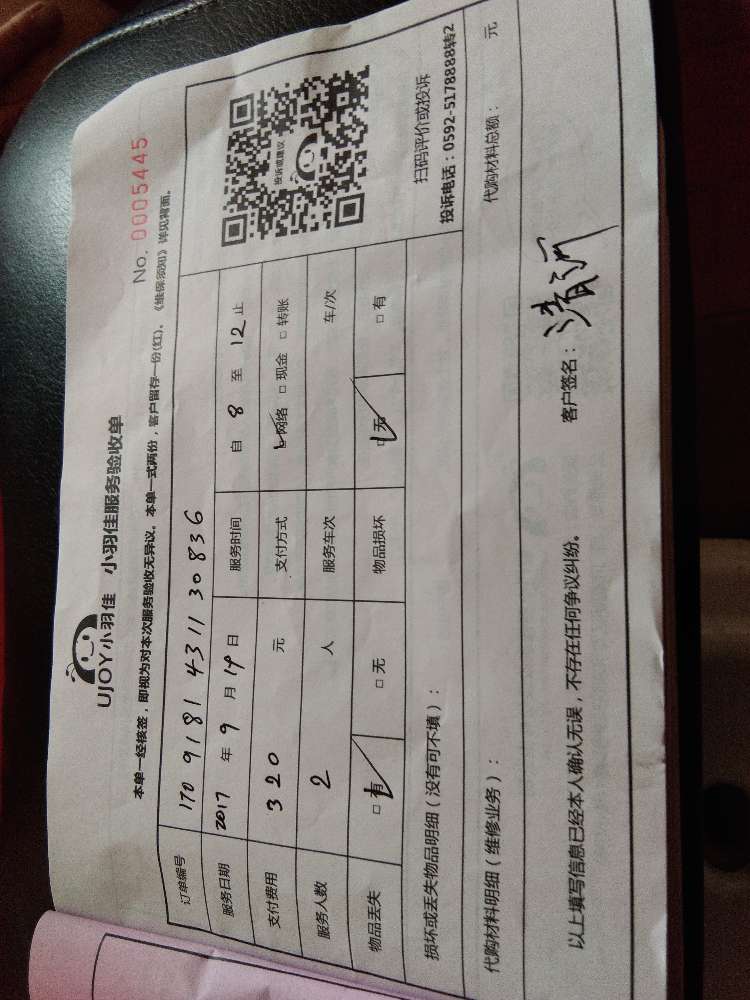 UJOY小羽佳 小羽佳服务验收单
No. 0005445
本单一经核签，即视为对本次服务验收无异议。本单一式两份，客户留存一份(红)。《维保须知》详见背面。
订单编号 170 9181 4311 30836
服务日期 2017 年 9 月 19 日 服务时间 自 8 至 12 止
支付费用 320 元 支付方式 ☑网络 □现金 □转账
服务人数 2 人 服务车次 车/次
物品丢失 ☑有 □无 物品损坏 ☑无 □有
投诉或建议
扫码评价或投诉
投诉电话：0592-5178888转2
损坏或丢失物品明细（没有可不填）：
代购材料明细（维修业务）： 代购材料总额： 元
以上填写信息已经本人确认无误，不存在任何争议纠纷。 客户签名：